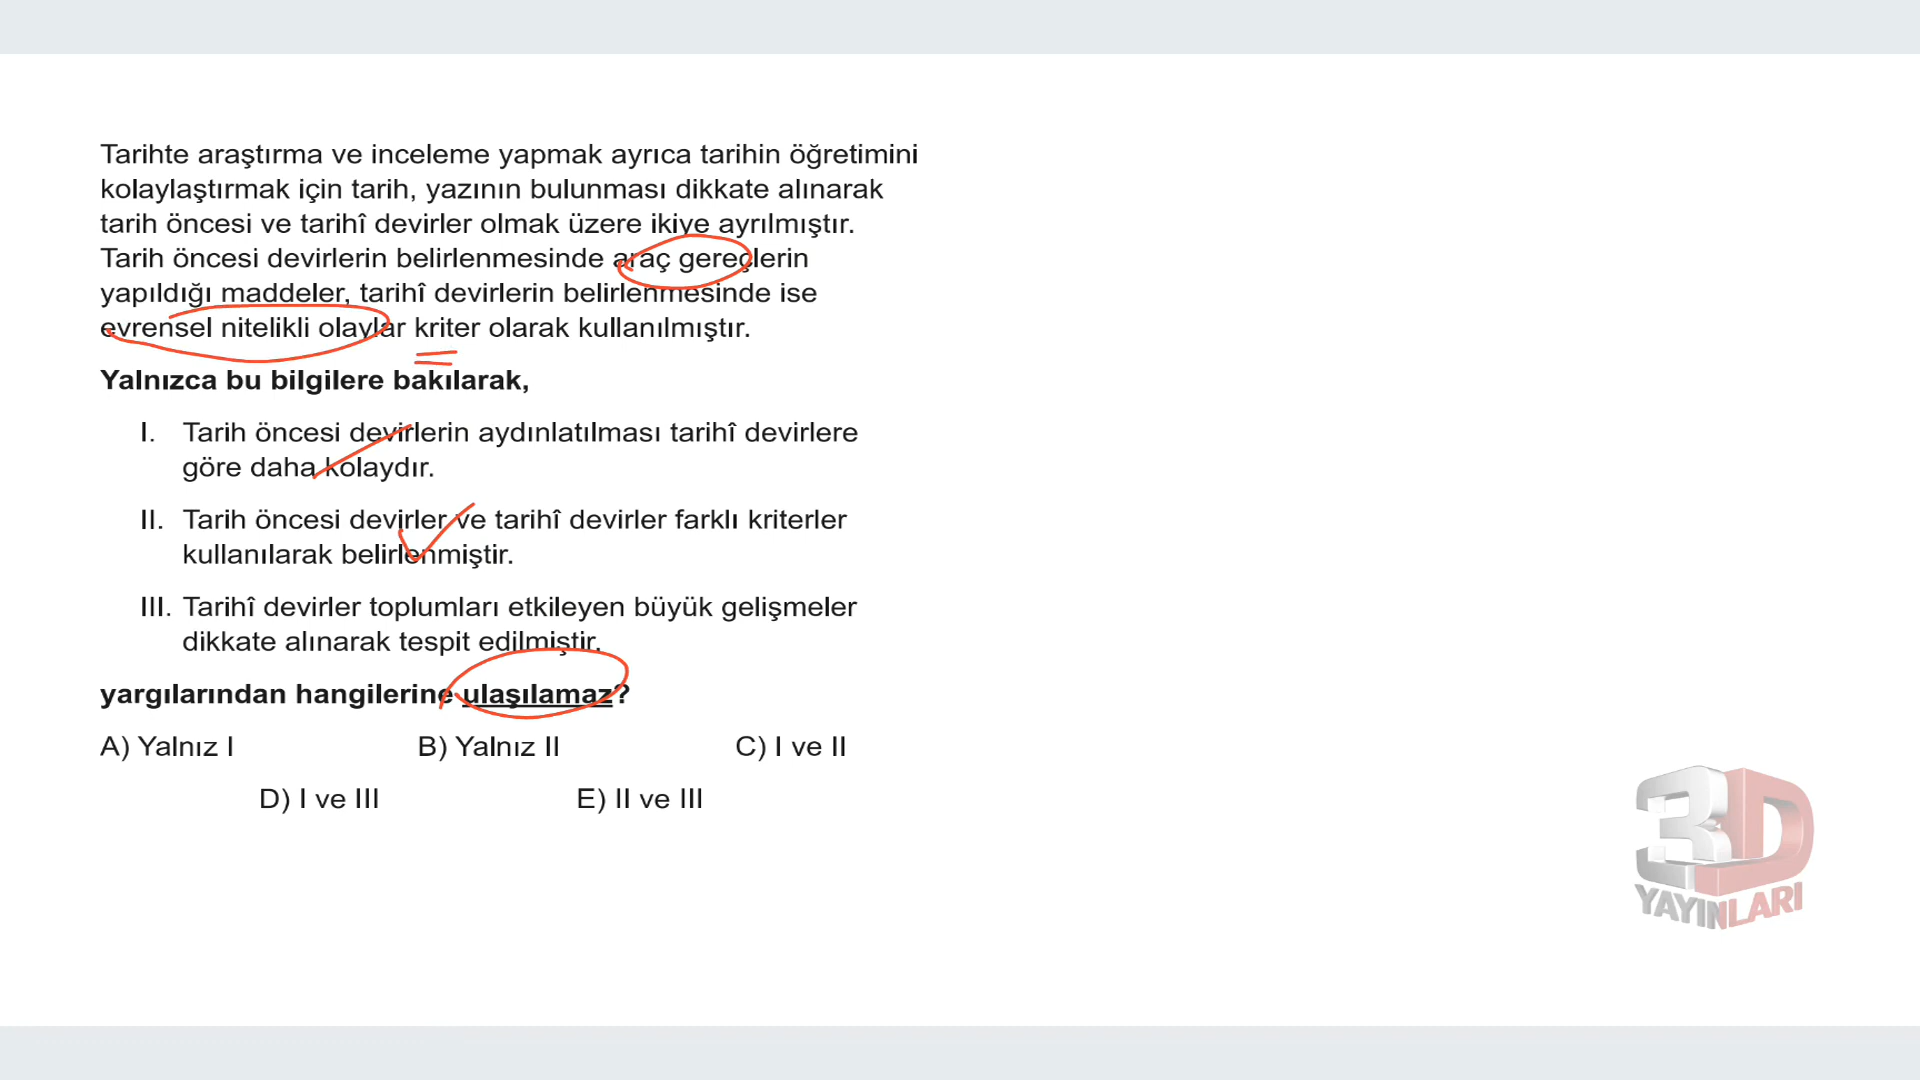 Tarihte araştırma ve inceleme yapmak ayrıca tarihin öğretimini
kolaylaştırmak için tarih, yazının bulunması dikkate alınarak
tarih öncesi ve tarihî devirler olmak üzere ikiye ayrılmıştır.
Tarih öncesi devirlerin belirlenmesinde araç gereçlerin
yapıldığı maddeler, tarihî devirlerin belirlenmesinde ise
evrensel nitelikli olaylar kriter olarak kullanılmıştır.
Yalnızca bu bilgilere bakılarak,
I. Tarih öncesi devirlerin aydınlatılması tarihî devirlere
göre daha kolaydır.
II. Tarih öncesi devirler ve tarihî devirler farklı kriterler
kullanılarak belirlenmiştir.
III. Tarihî devirler toplumları etkileyen büyük gelişmeler
dikkate alınarak tespit edilmiştir.
yargılarından hangilerine ulaşılamaz?
A) Yalnız I B) Yalnız II C) I ve II
D) I ve III E) II ve III
3D
YAYINLARI